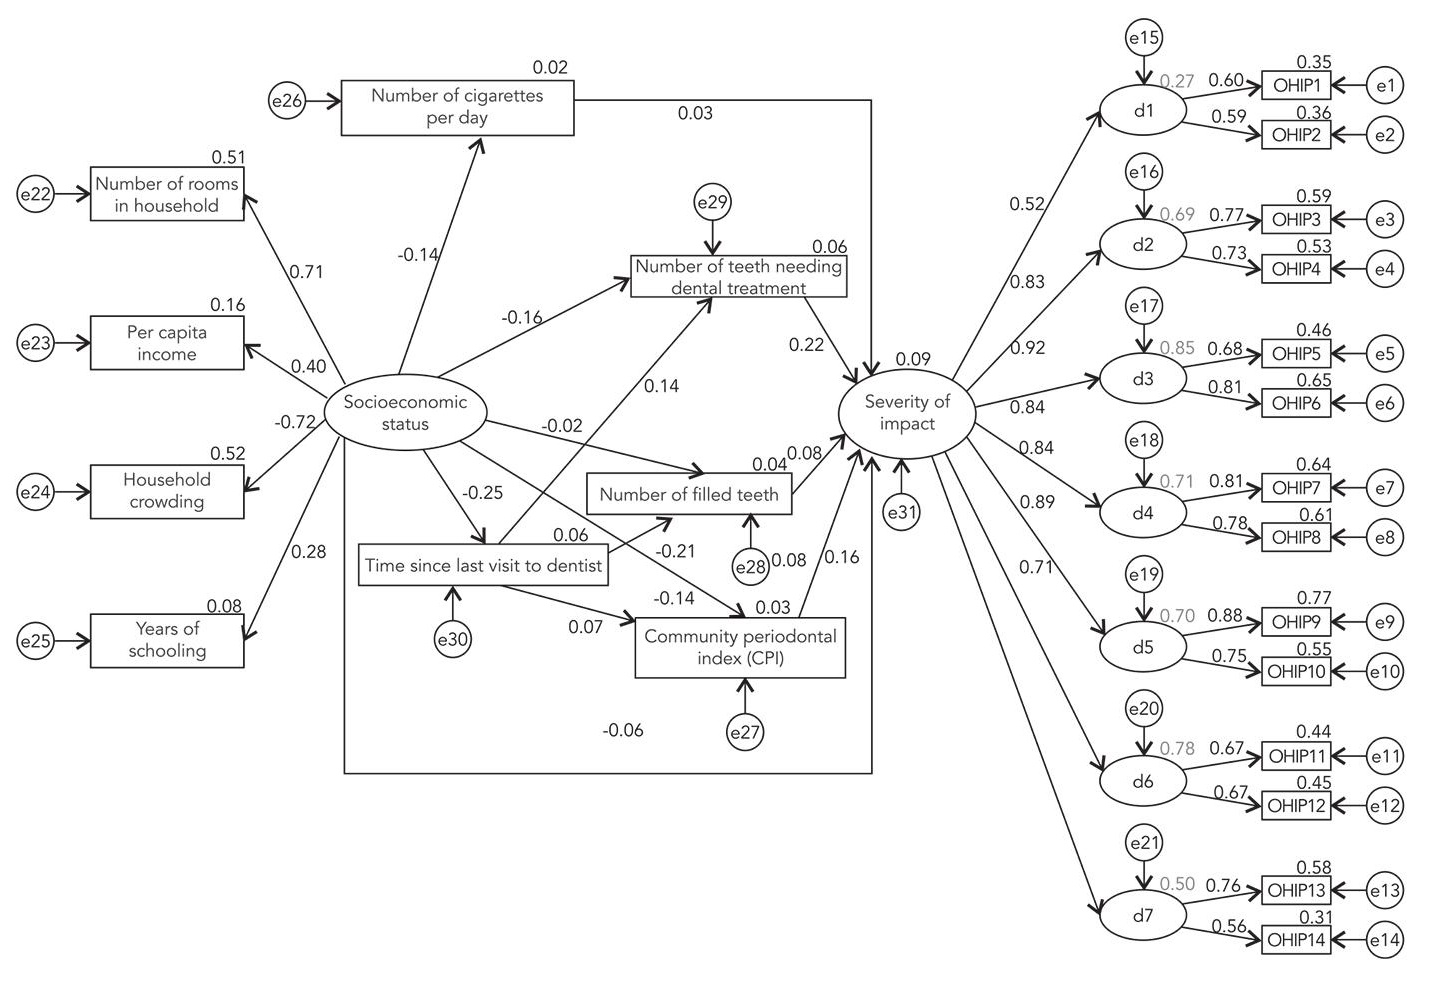 e15
0.35
0.27
0.60
OHIP1
e1
d1
0.59
0.36
OHIP2
e2
0.02
e26
Number of cigarettes
per day
0.03
0.51
e22
Number of rooms
in household
0.71
-0.14
e29
0.06
Number of teeth needing
dental treatment
-0.16
0.22
0.14
0.16
e23
Per capita
income
0.40
Socioeconomic
status
-0.72
0.52
e24
Household
crowding
0.28
0.08
e25
Years of
schooling
-0.02
0.04
0.08
Number of filled teeth
-0.25
0.06
Time since last visit to dentist
e30
-0.21
e28
0.08
0.16
-0.14
0.07
0.03
Community periodontal
index (CPI)
e27
-0.06
0.09
Severity of
impact
e31
0.52
0.83
0.92
0.84
0.84
0.89
0.71
e16
0.59
0.69
0.77
OHIP3
e3
d2
0.73
0.53
OHIP4
e4
e17
0.46
0.85
0.68
OHIP5
e5
d3
0.81
0.65
OHIP6
e6
e18
0.64
0.71
0.81
OHIP7
e7
d4
0.78
0.61
OHIP8
e8
e19
0.77
0.70
0.88
OHIP9
e9
d5
0.75
0.55
OHIP10
e10
e20
0.44
0.78
0.67
OHIP11
e11
d6
0.67
0.45
OHIP12
e12
e21
0.58
0.50
0.76
OHIP13
e13
d7
0.56
0.31
OHIP14
e14